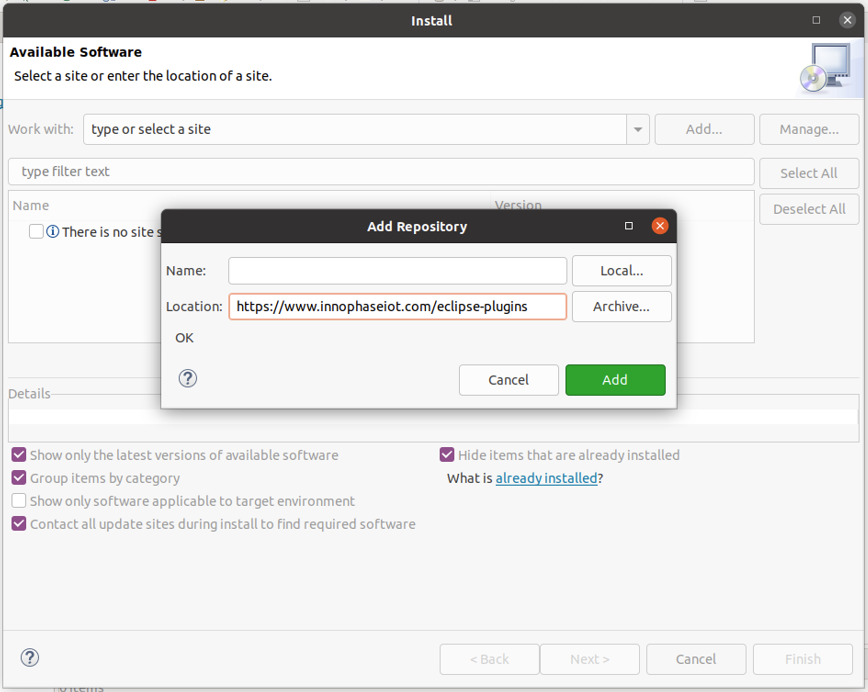 Install
Available Software
Select a site or enter the location of a site.
Work with: type or select a site Add... Manage...
type filter text Select All
Name Version Deselect All
There is no site s
Add Repository
Name: Local...
Location: https://www.innophaseiot.com/eclipse-plugins Archive...
OK
Cancel Add
Details
Show only the latest versions of available software Hide items that are already installed
Group items by category What is already installed?
Show only software applicable to target environment
Contact all update sites during install to find required software
< Back Next > Cancel Finish
items